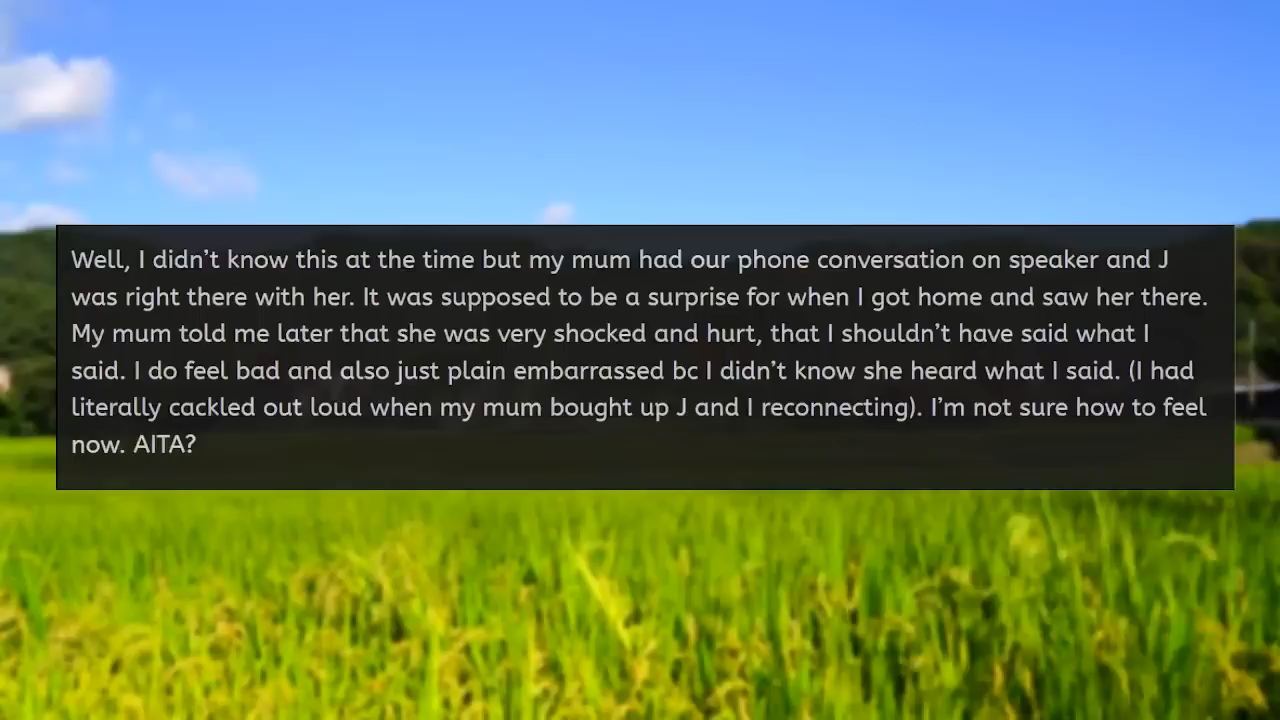 Well, I didn’t know this at the time but my mum had our phone conversation on speaker and J
was right there with her. It was supposed to be a surprise for when I got home and saw her there.
My mum told me later that she was very shocked and hurt, that I shouldn’t have said what I
said. I do feel bad and also just plain embarrassed bc I didn’t know she heard what I said. (I had
literally cackled out loud when my mum bought up J and I reconnecting). I’m not sure how to feel
now. AITA?